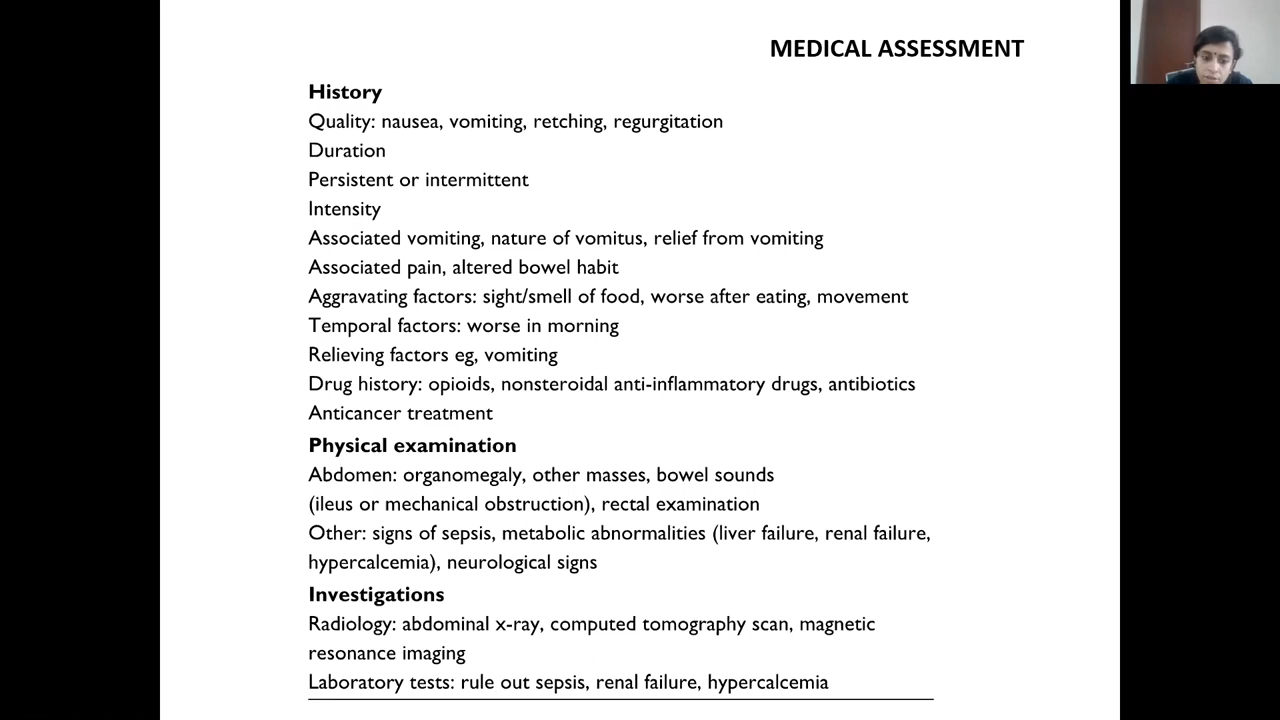 MEDICAL ASSESSMENT
History
Quality: nausea, vomiting, retching, regurgitation
Duration
Persistent or intermittent
Intensity
Associated vomiting, nature of vomitus, relief from vomiting
Associated pain, altered bowel habit
Aggravating factors: sight/smell of food, worse after eating, movement
Temporal factors: worse in morning
Relieving factors eg, vomiting
Drug history: opioids, nonsteroidal anti-inflammatory drugs, antibiotics
Anticancer treatment
Physical examination
Abdomen: organomegaly, other masses, bowel sounds
(ileus or mechanical obstruction), rectal examination
Other: signs of sepsis, metabolic abnormalities (liver failure, renal failure,
hypercalcemia), neurological signs
Investigations
Radiology: abdominal x-ray, computed tomography scan, magnetic
resonance imaging
Laboratory tests: rule out sepsis, renal failure, hypercalcemia